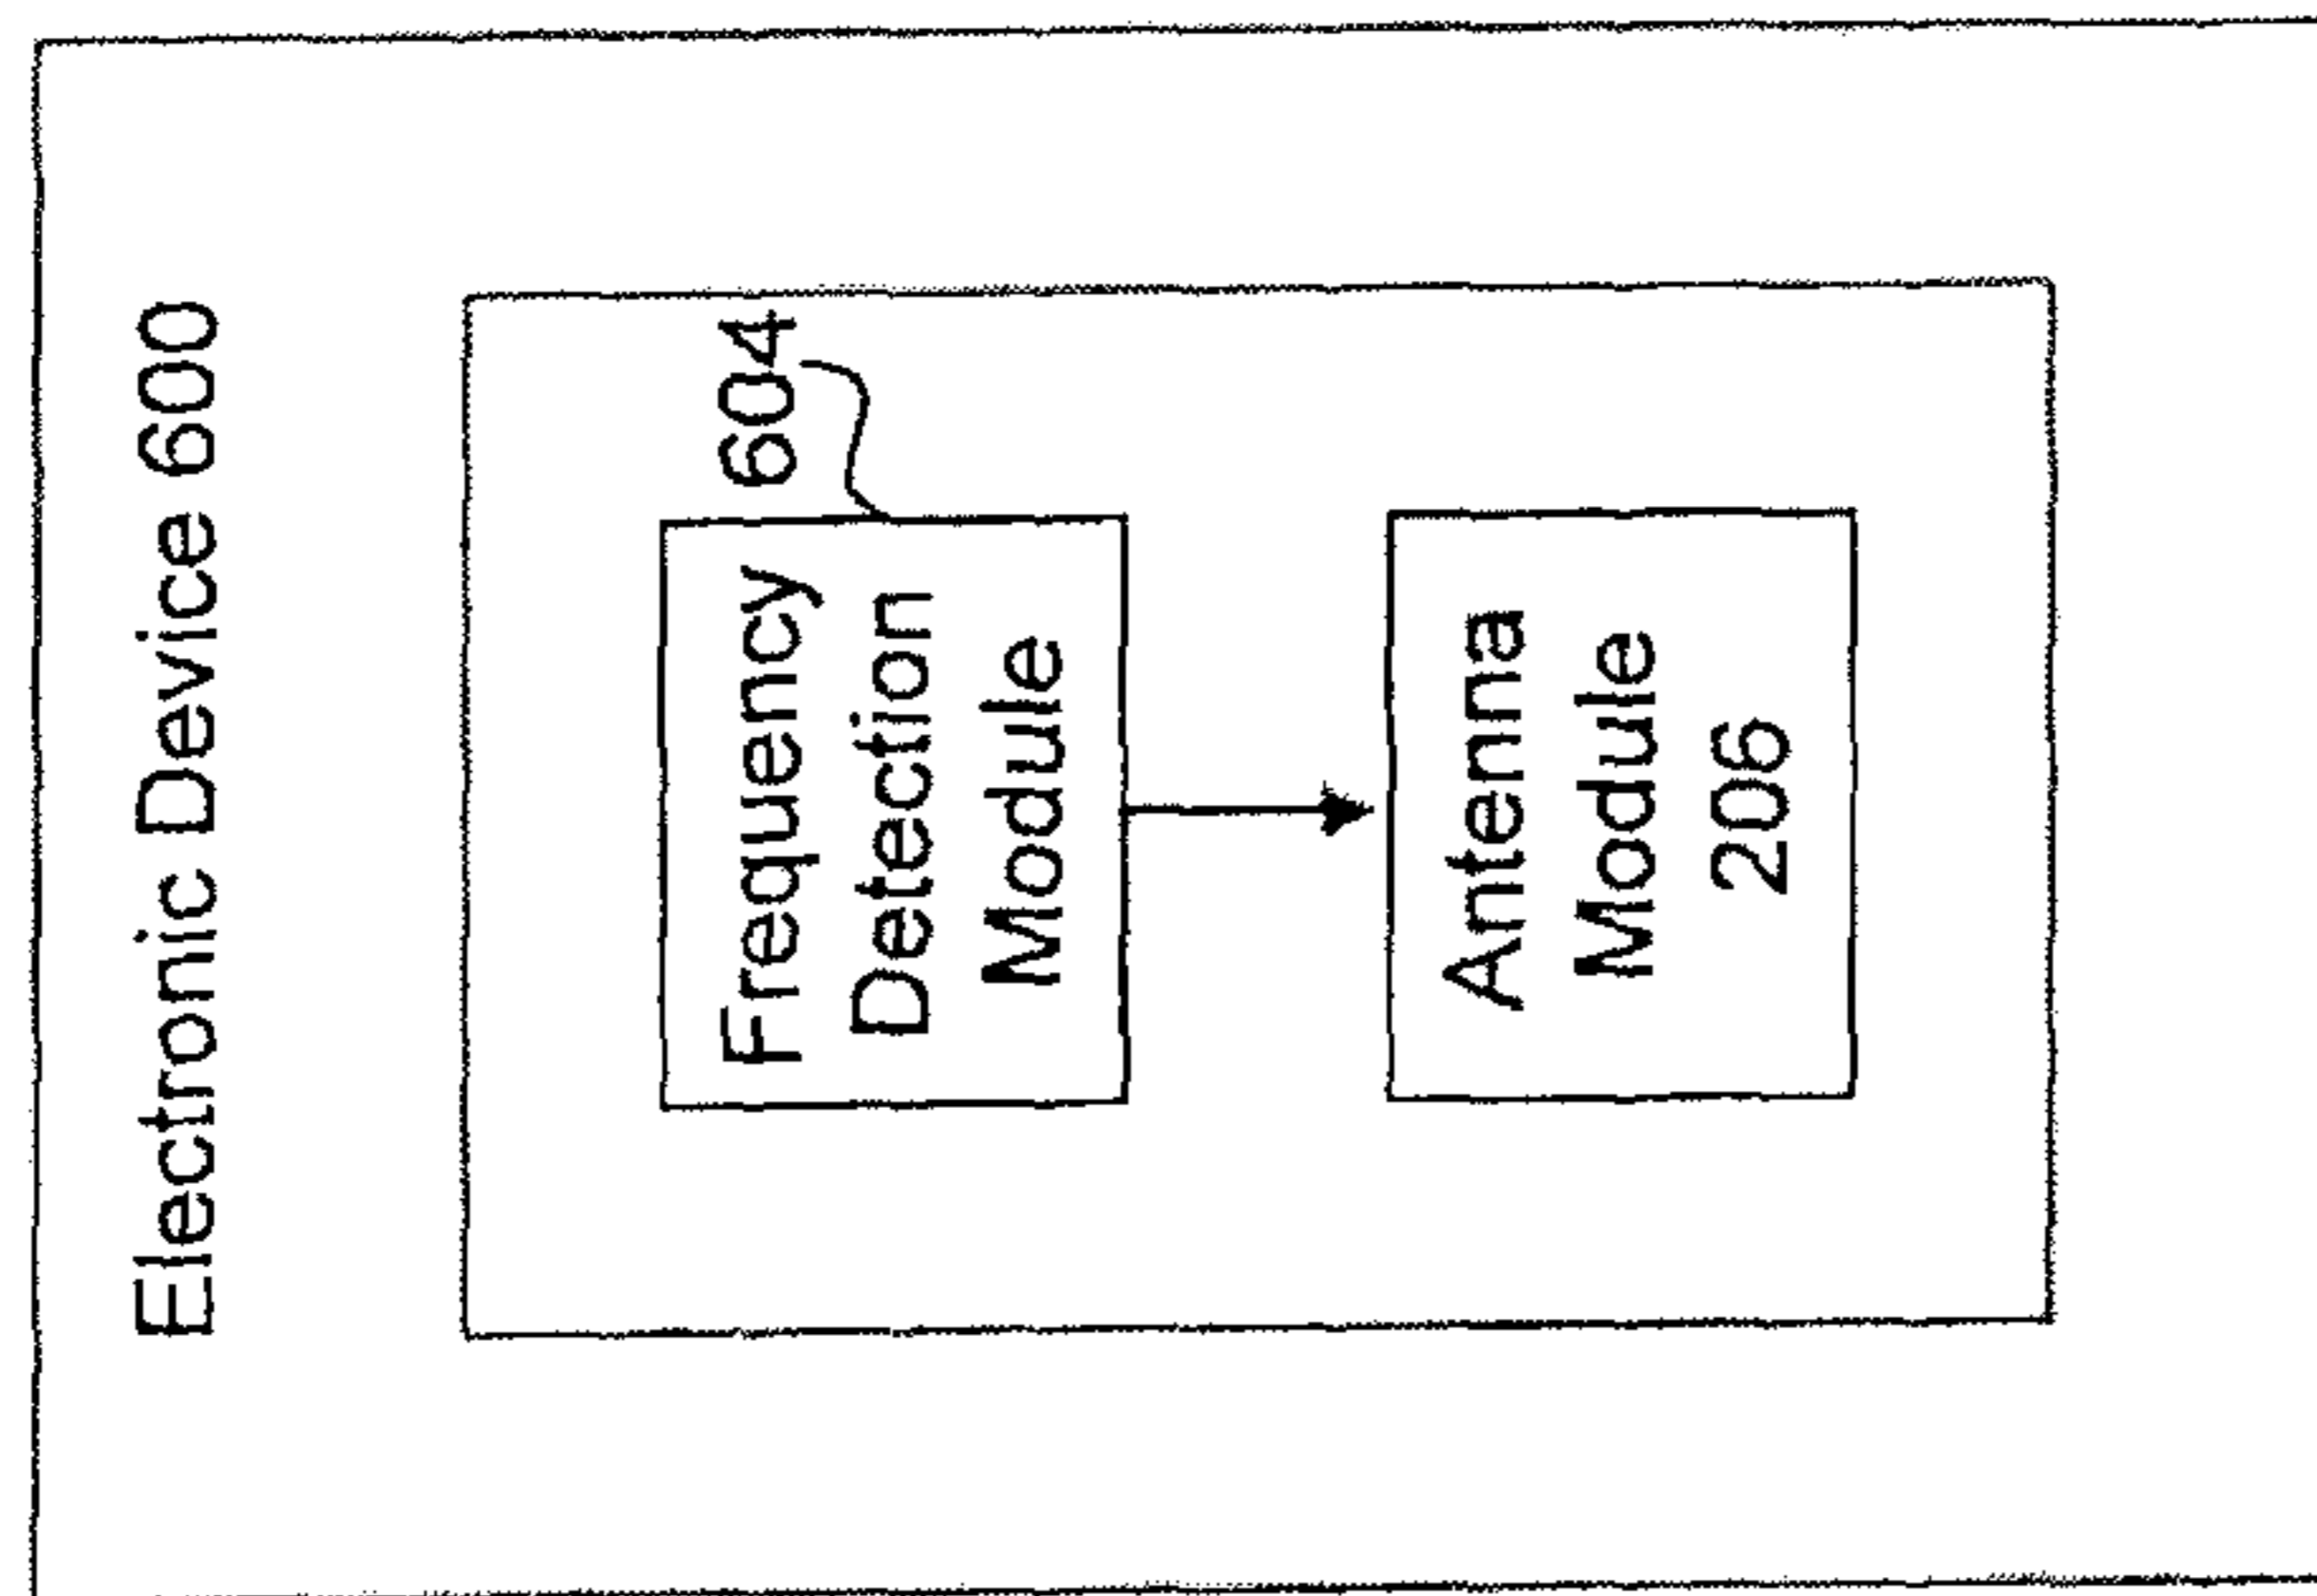 Electronic Device 600
604
Frequency
Detection
Module
Antenna
Module
206